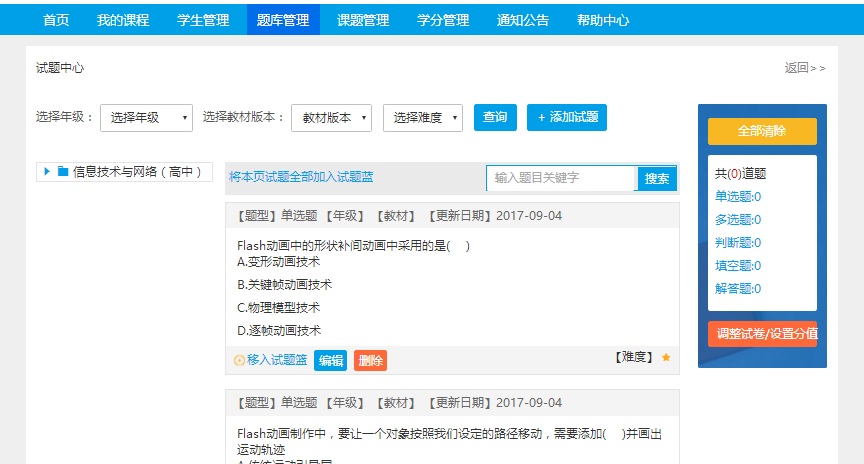 首页 我的课程 学生管理 题库管理 课题管理 学分管理 通知公告 帮助中心
试题中心 返回>>
选择年级： 选择年级 选择教材版本： 教材版本 选择难度 查询 + 添加试题
信息技术与网络（高中）
将本页试题全部加入试题蓝 输入题目关键字 搜索
【题型】单选题 【年级】 【教材】 【更新日期】2017-09-04
Flash动画中的形状补间动画中采用的是( )
A.变形动画技术
B.关键帧动画技术
C.物理模型技术
D.逐帧动画技术
移入试题篮 编辑 删除 【难度】
【题型】单选题 【年级】 【教材】 【更新日期】2017-09-04
Flash动画制作中，要让一个对象按照我们设定的路径移动，需要添加( )并画出
运动轨迹
全部清除
共(0)道题
单选题:0
多选题:0
判断题:0
填空题:0
解答题:0
调整试卷/设置分值